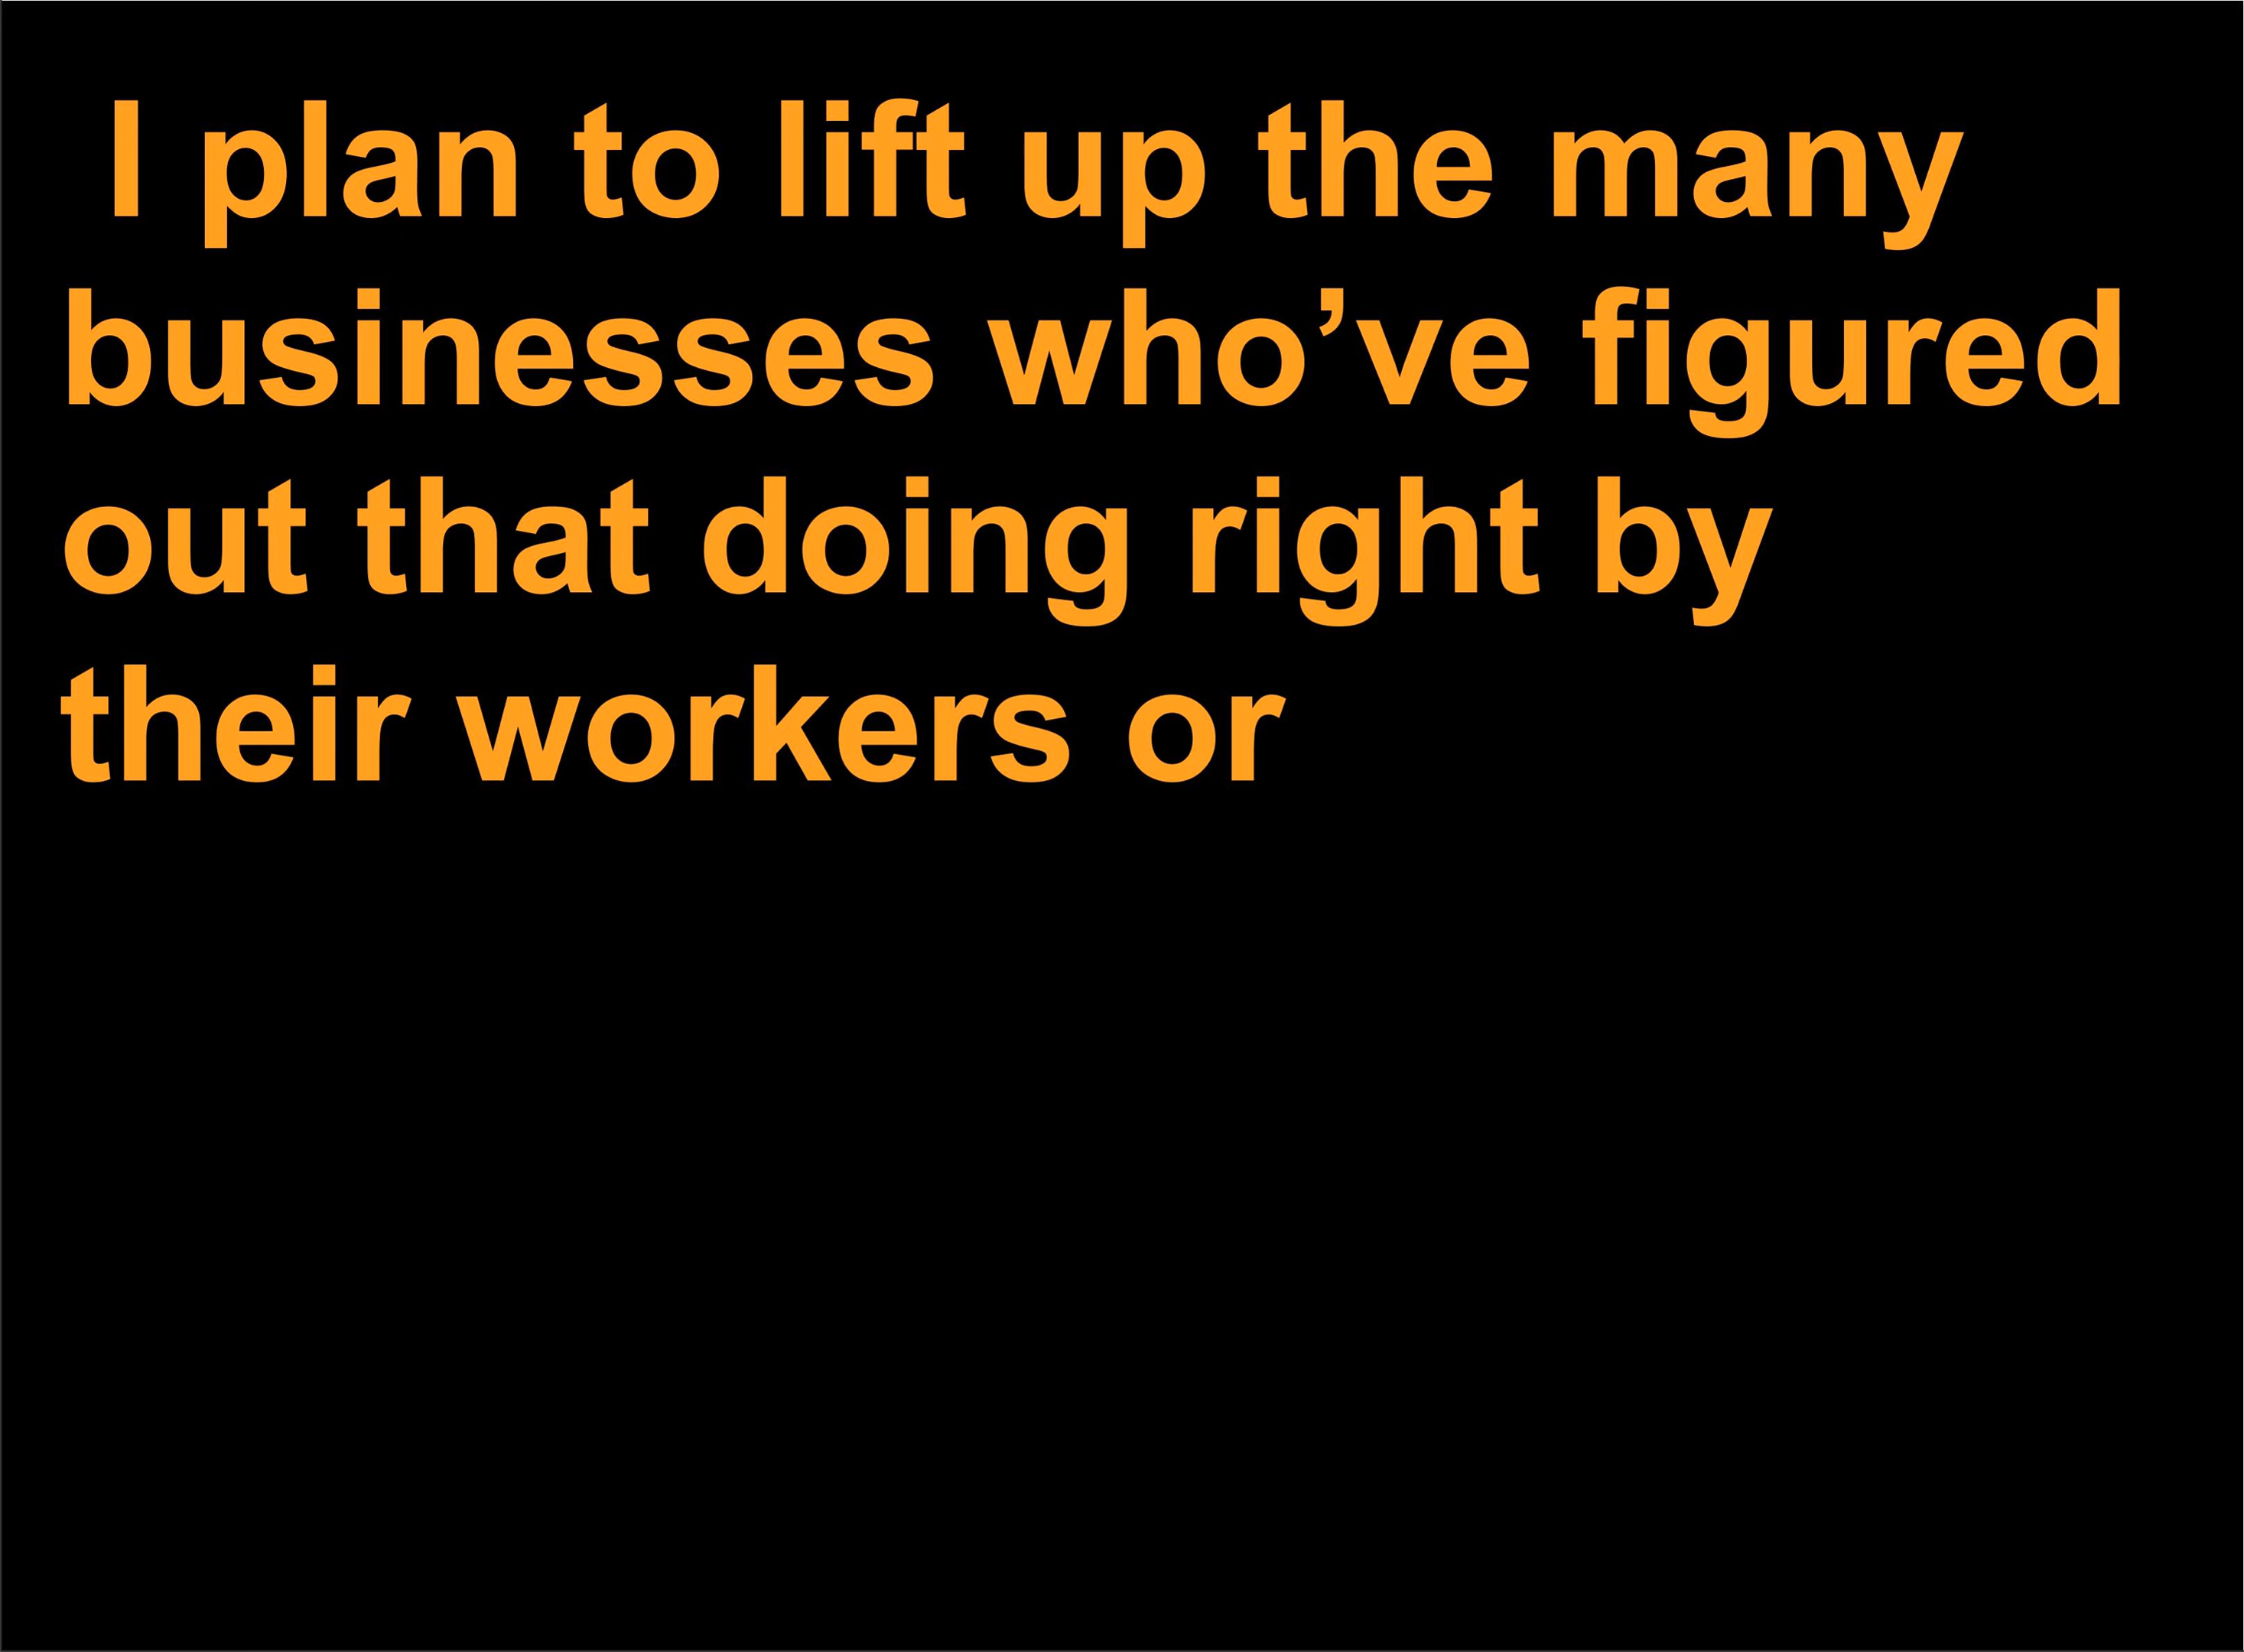 I plan to lift up the many
businesses who’ve figured
out that doing right by
their workers or